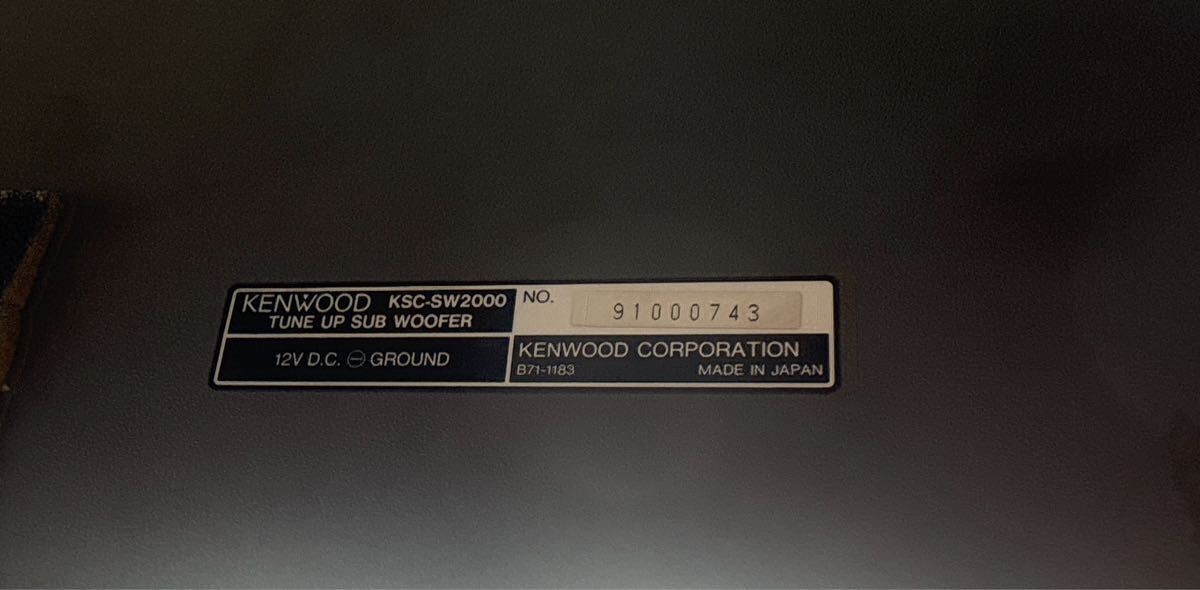 KENWOOD KSC-SW2000
TUNE UP SUB WOOFER
NO. 91000743
12V D.C. ⊖ GROUND
KENWOOD CORPORATION
B71-1183 MADE IN JAPAN